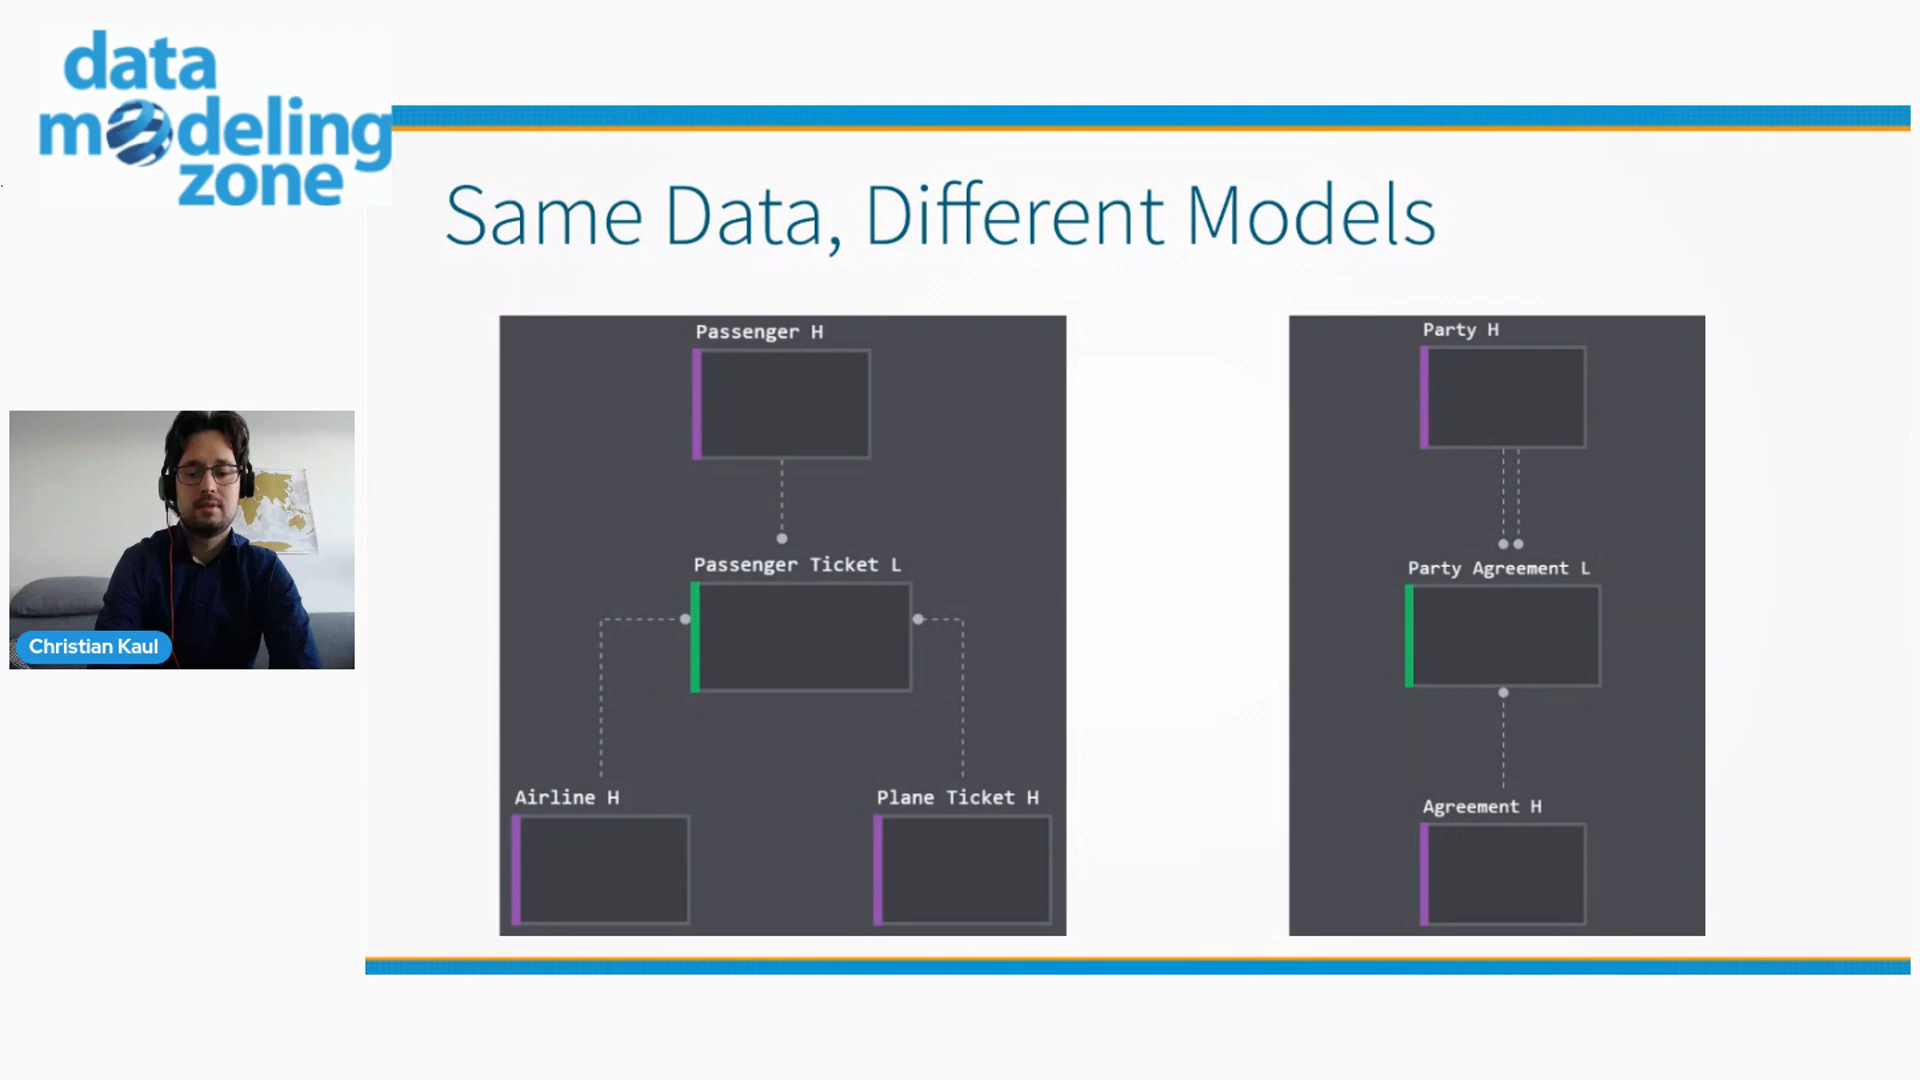 data
modeling
zone
Same Data, Different Models
Passenger H
Passenger Ticket L
Airline H
Plane Ticket H
Party H
Party Agreement L
Agreement H
Christian Kaul